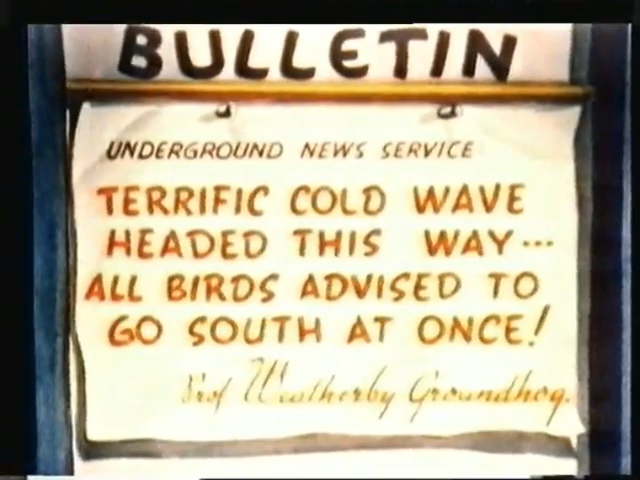 BULLETIN
UNDERGROUND NEWS SERVICE
TERRIFIC COLD WAVE
HEADED THIS WAY...
ALL BIRDS ADVISED TO
GO SOUTH AT ONCE!
Prof Weatherby Groundhog.